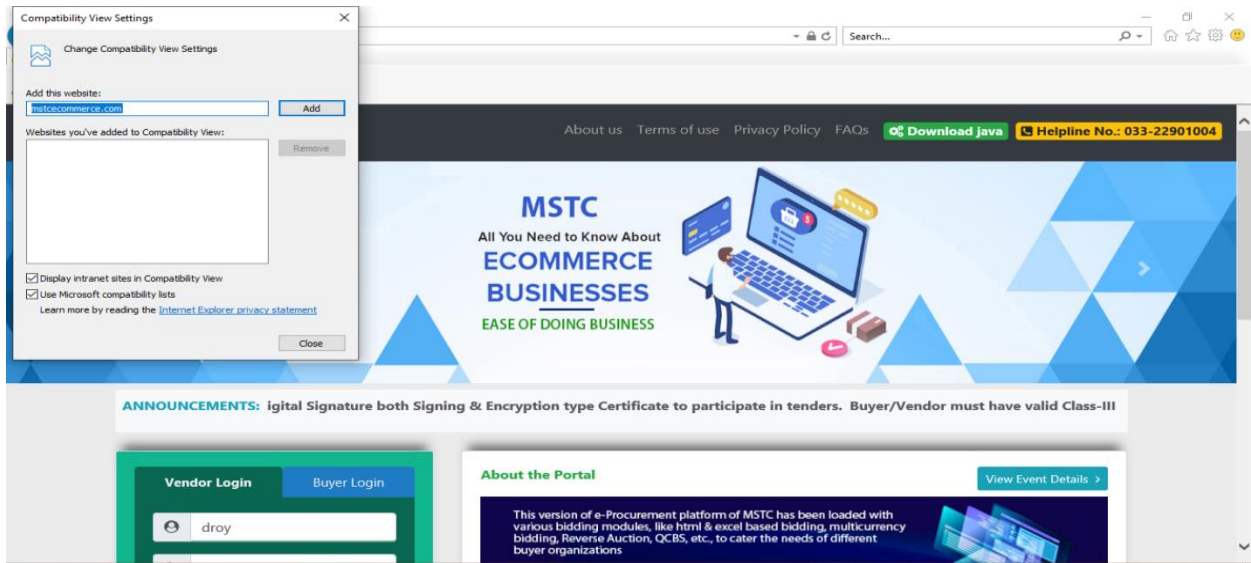 Compatibility View Settings
Change Compatibility View Settings
Add this website:
mstcecommerce.com
Add
Websites you've added to Compatibility View:
Remove
Display intranet sites in Compatibility View
Use Microsoft compatibility lists
Learn more by reading the Internet Explorer privacy statement
Close
Search...
About us Terms of use Privacy Policy FAQs Download java Helpline No.: 033-22901004
MSTC
All You Need to Know About
ECOMMERCE
BUSINESSES
EASE OF DOING BUSINESS
5
ANNOUNCEMENTS: igital Signature both Signing & Encryption type Certificate to participate in tenders. Buyer/Vendor must have valid Class-III
Vendor Login Buyer Login
droy
About the Portal
View Event Details >
This version of e-Procurement platform of MSTC has been loaded with
various bidding modules, like html & excel based bidding, multicurrency
bidding, Reverse Auction, QCBS, etc., to cater the needs of different
buyer organizations